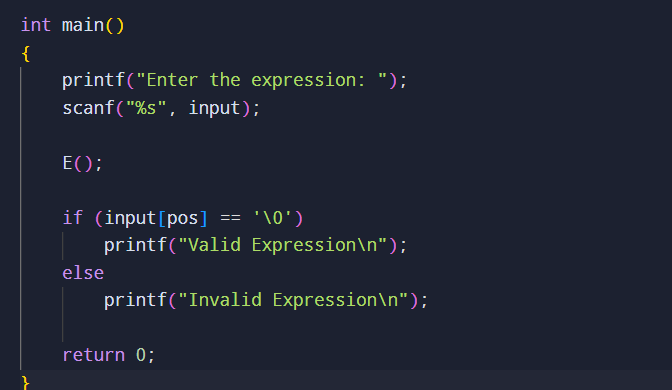 int main()
{
    printf("Enter the expression: ");
    scanf("%s", input);

    E();

    if (input[pos] == '\0')
        printf("Valid Expression\n");
    else
        printf("Invalid Expression\n");

    return 0;
}